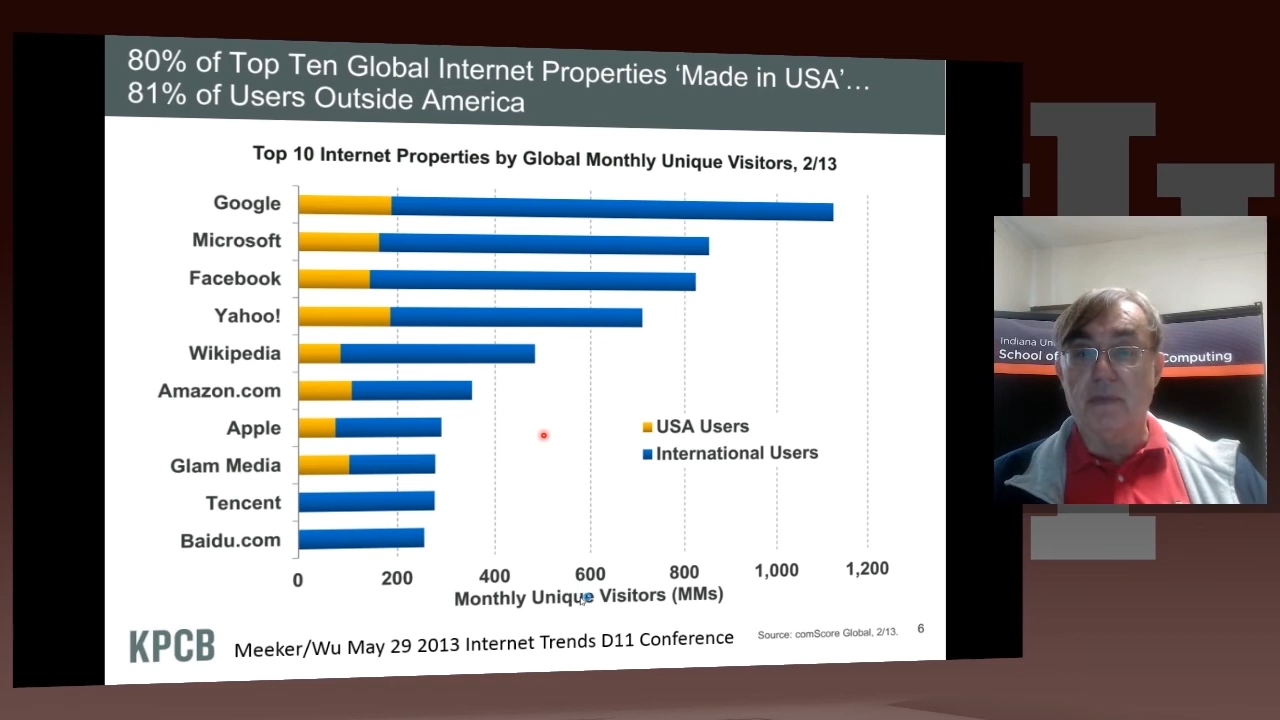 80% of Top Ten Global Internet Properties ‘Made in USA’…
81% of Users Outside America
Top 10 Internet Properties by Global Monthly Unique Visitors, 2/13
Google
Microsoft
Facebook
Yahoo!
Wikipedia
Amazon.com
Apple
Glam Media
Tencent
Baidu.com
USA Users
International Users
0 200 400 600 800 1,000 1,200
Monthly Unique Visitors (MMs)
KPCB
Meeker/Wu May 29 2013 Internet Trends D11 Conference
Source: comScore Global, 2/13.
6
Indiana
School of Computing